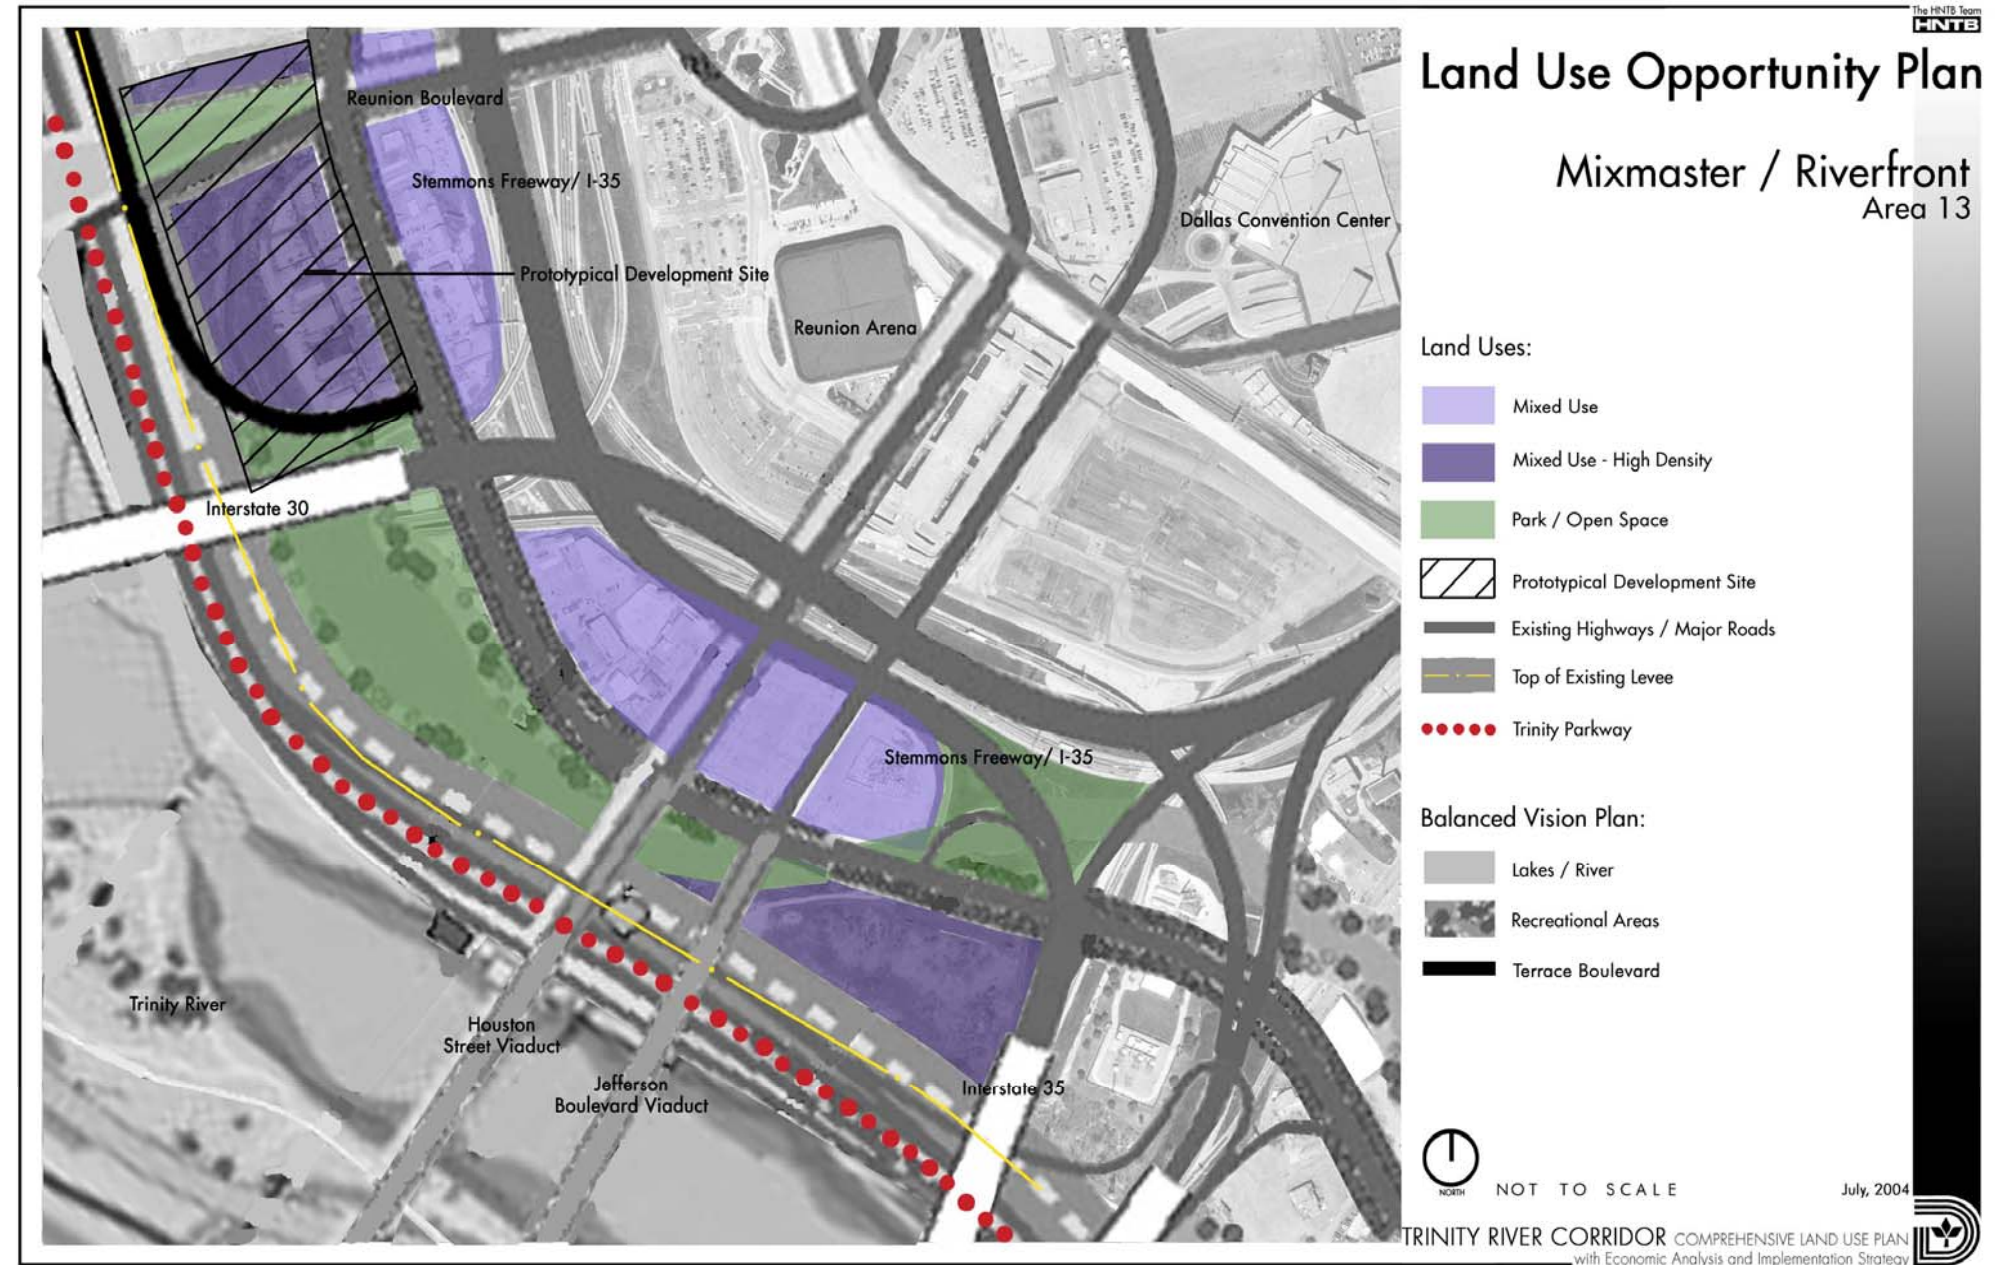 The HNTB Team
HNTB
Land Use Opportunity Plan
Mixmaster / Riverfront
Area 13
Reunion Boulevard
Stemmons Freeway/ I-35
Dallas Convention Center
Prototypical Development Site
Reunion Arena
Interstate 30
Stemmons Freeway/ I-35
Trinity River
Houston
Street Viaduct
Jefferson
Boulevard Viaduct
Interstate 35
Land Uses:
Mixed Use
Mixed Use - High Density
Park / Open Space
Prototypical Development Site
Existing Highways / Major Roads
Top of Existing Levee
Trinity Parkway
Balanced Vision Plan:
Lakes / River
Recreational Areas
Terrace Boulevard
NORTH
NOT TO SCALE
July, 2004
TRINITY RIVER CORRIDOR COMPREHENSIVE LAND USE PLAN
with Economic Analysis and Implementation Strategy